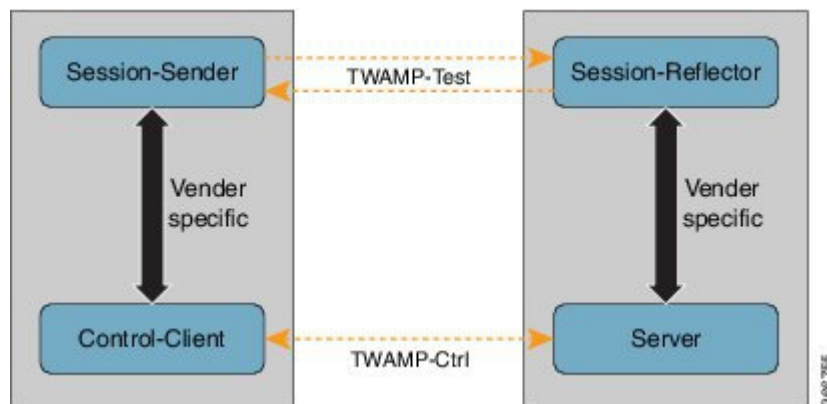 Session-Sender
TWAMP-Test
Session-Reflector
Vender
specific
Vender
specific
Control-Client
TWAMP-Ctrl
Server